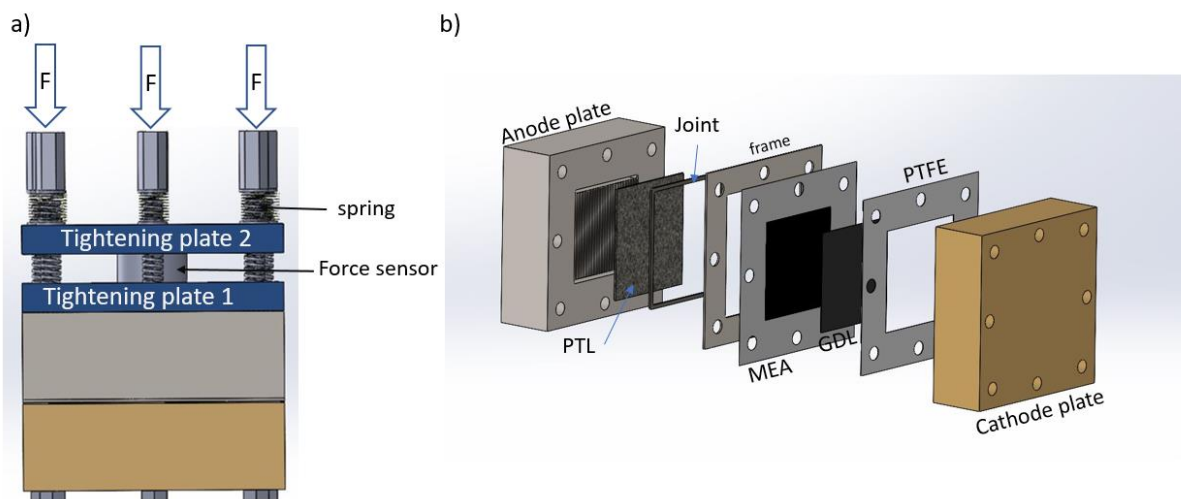 a)
F
F
F
spring
Tightening plate 2
Force sensor
Tightening plate 1
b)
Anode plate
Joint
frame
PTFE
PTL
MEA
GDL
Cathode plate